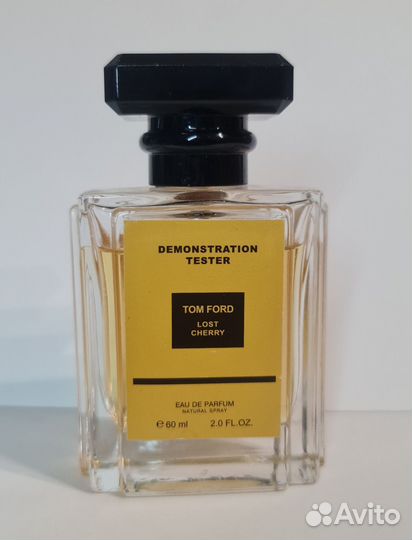 DEMONSTRATION
TESTER
TOM FORD
LOST
CHERRY
EAU DE PARFUM
NATURAL SPRAY
℮ 60 ml 2.0 FL.OZ.
Avito